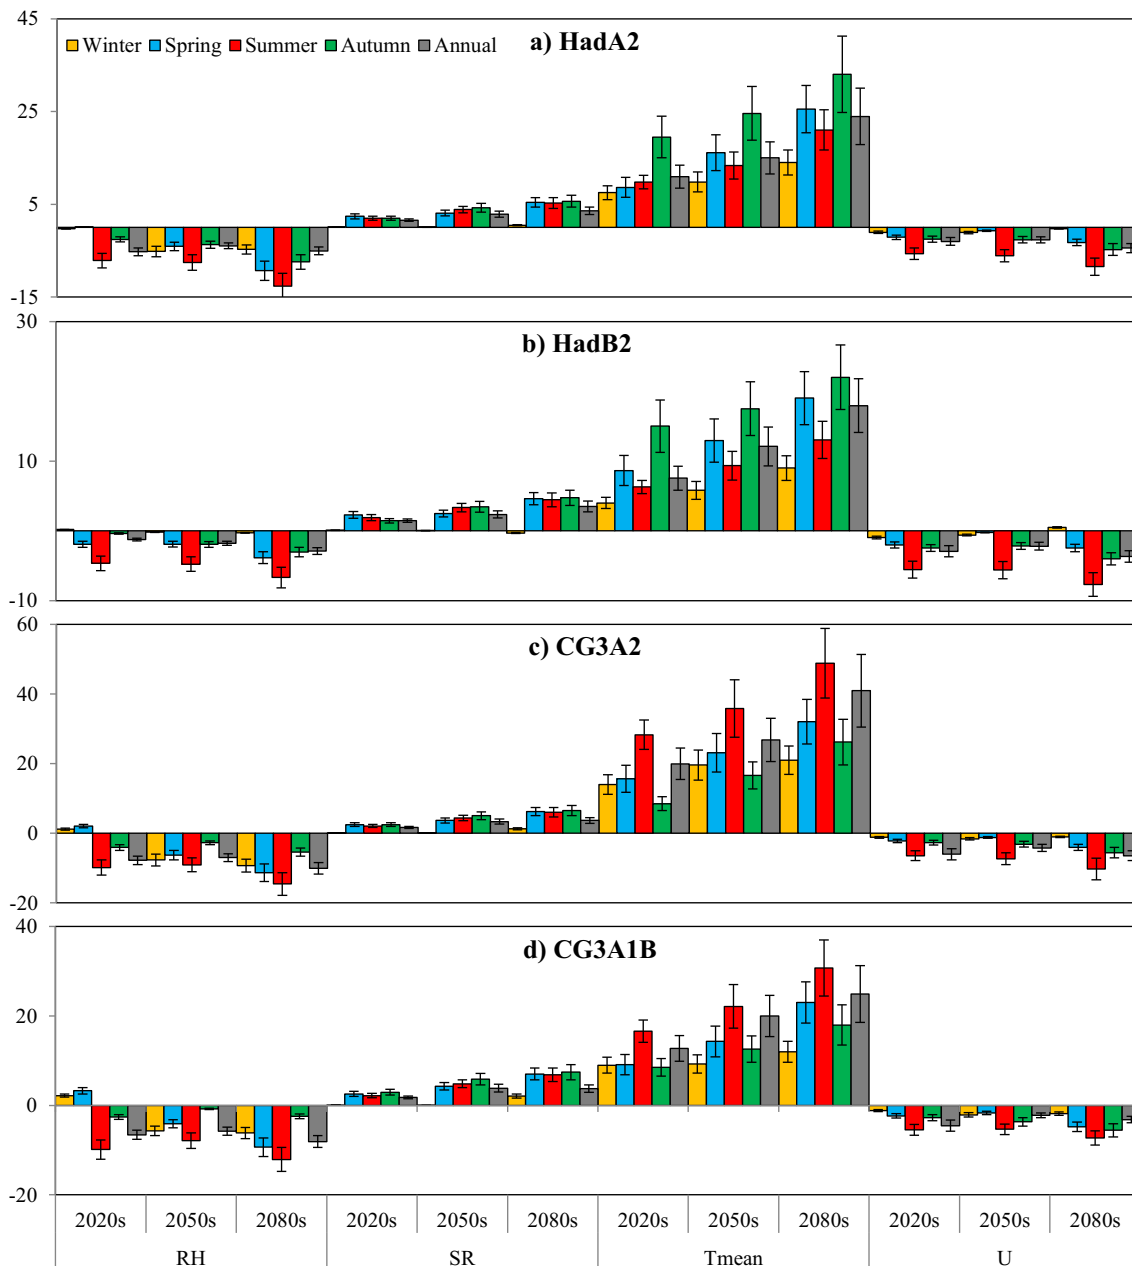 45
Winter Spring Summer Autumn Annual
a) HadA2
25
5
-15
30
b) HadB2
10
-10
60
c) CG3A2
40
20
0
-20
40
d) CG3A1B
20
0
-20
2020s 2050s 2080s 2020s 2050s 2080s 2020s 2050s 2080s 2020s 2050s 2080s
RH SR Tmean U